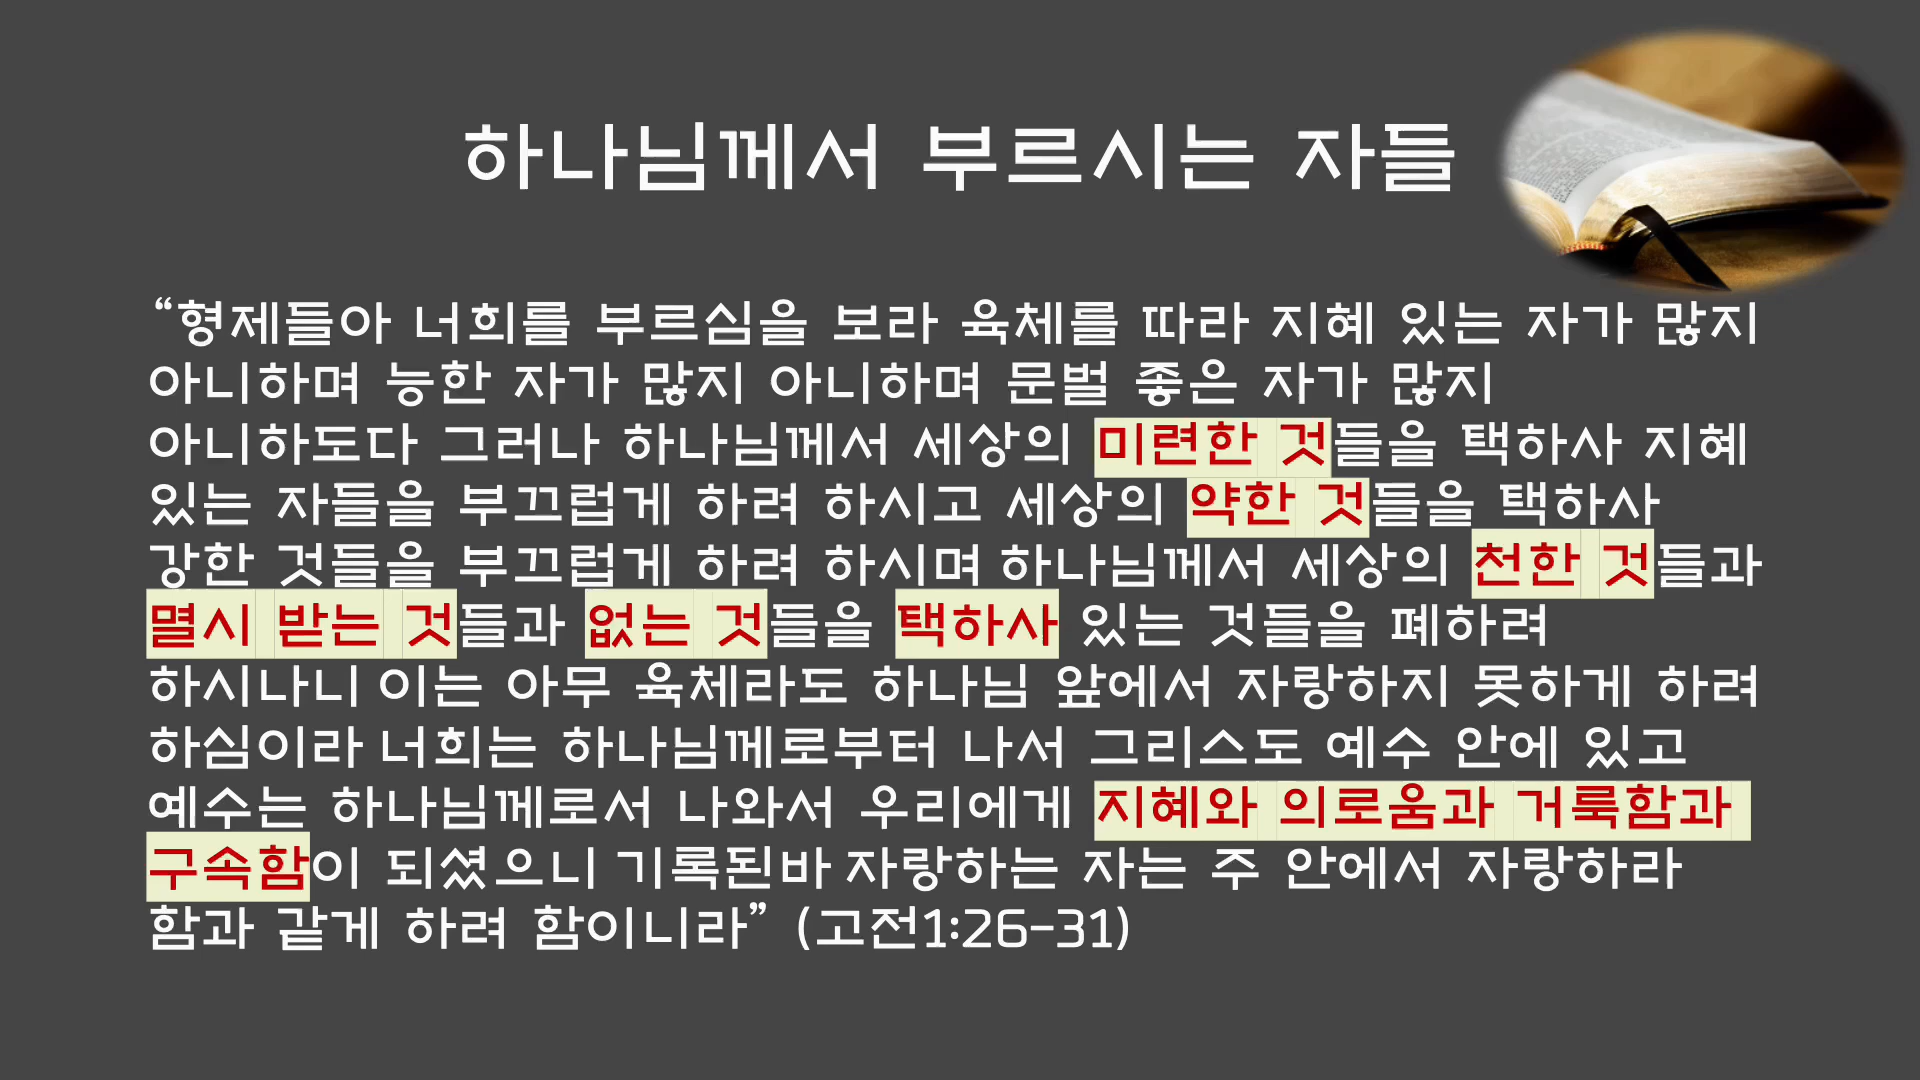 하나님께서 부르시는 자들
“형제들아 너희를 부르심을 보라 육체를 따라 지혜 있는 자가 많지
아니하며 능한 자가 많지 아니하며 문벌 좋은 자가 많지
아니하도다 그러나 하나님께서 세상의 미련한 것들을 택하사 지혜
있는 자들을 부끄럽게 하려 하시고 세상의 약한 것들을 택하사
강한 것들을 부끄럽게 하려 하시며 하나님께서 세상의 천한 것들과
멸시 받는 것들과 없는 것들을 택하사 있는 것들을 폐하려
하시나니 이는 아무 육체라도 하나님 앞에서 자랑하지 못하게 하려
하심이라 너희는 하나님께로부터 나서 그리스도 예수 안에 있고
예수는 하나님께로서 나와서 우리에게 지혜와 의로움과 거룩함과
구속함이 되셨으니 기록된바 자랑하는 자는 주 안에서 자랑하라
함과 같게 하려 함이니라” (고전1:26-31)